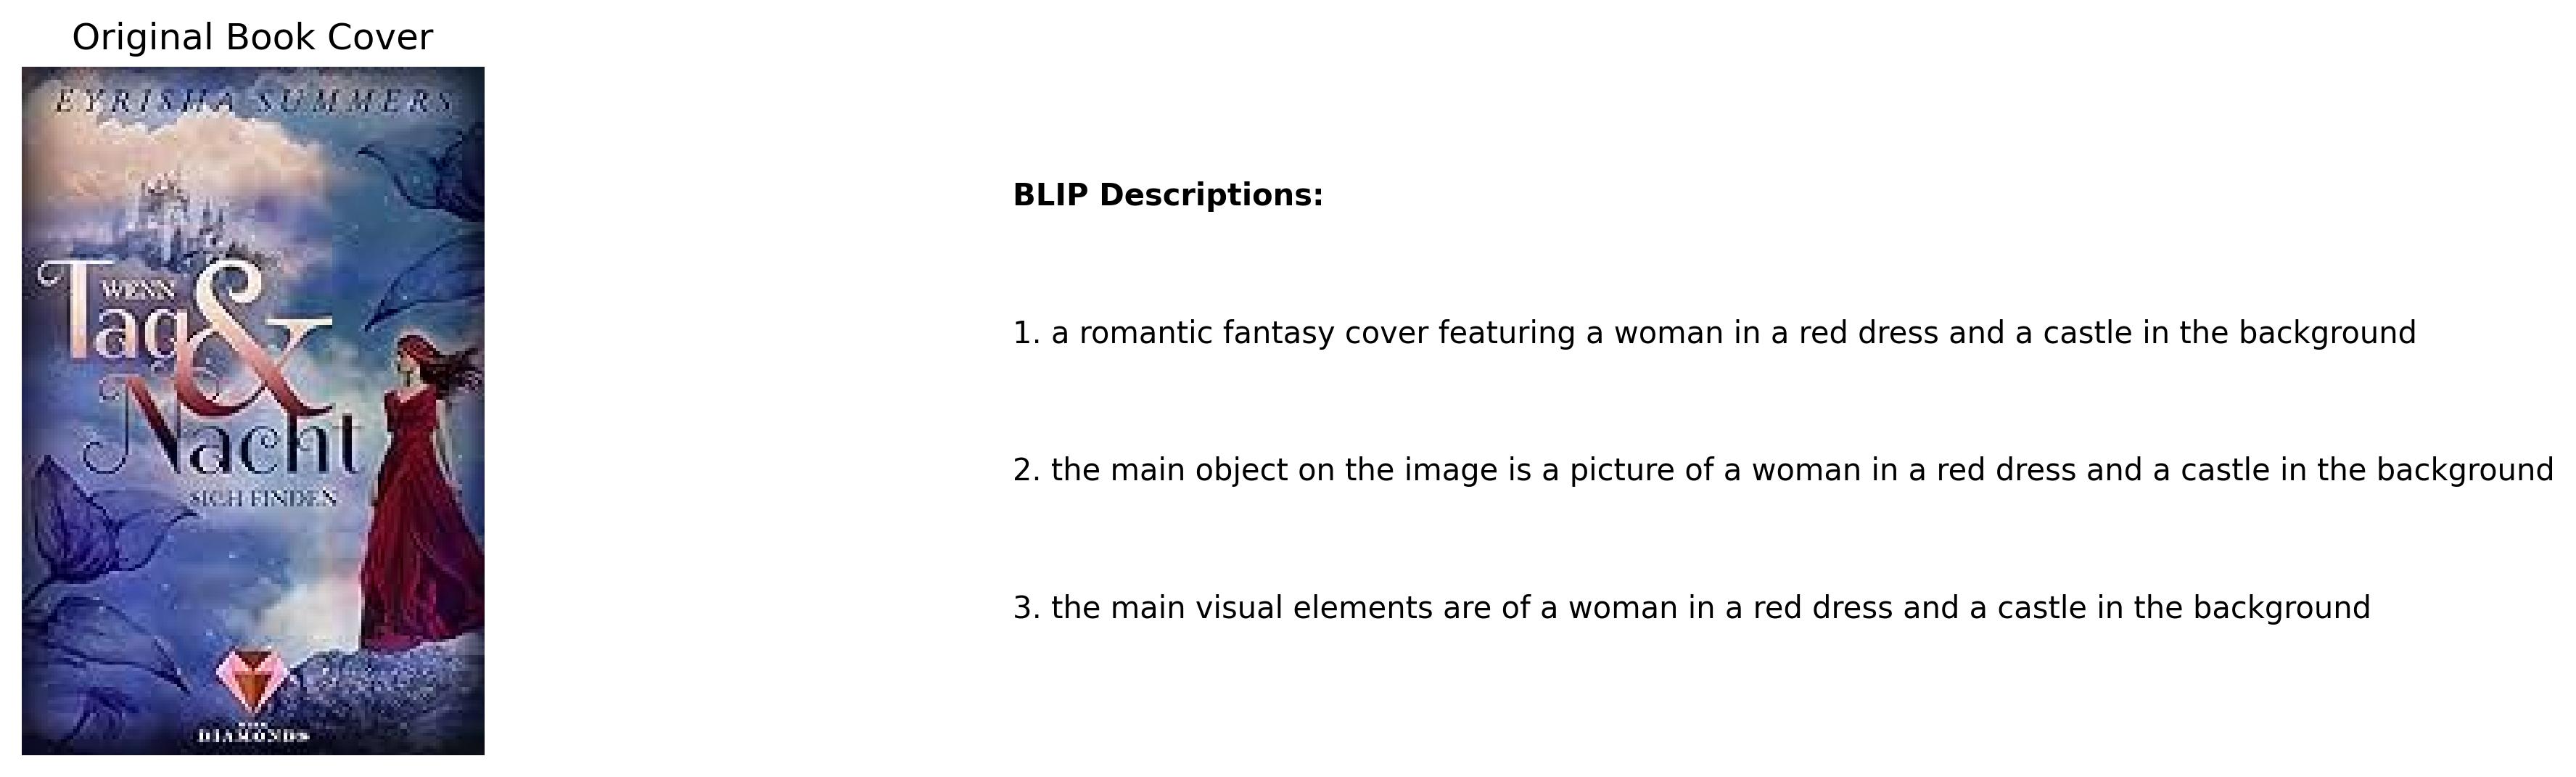 Original Book Cover
EYRISHA SUMMERS
WENN
Tag &
Nacht
SICH FINDEN
DIAMONDS
BLIP Descriptions:
1. a romantic fantasy cover featuring a woman in a red dress and a castle in the background
2. the main object on the image is a picture of a woman in a red dress and a castle in the background
3. the main visual elements are of a woman in a red dress and a castle in the background